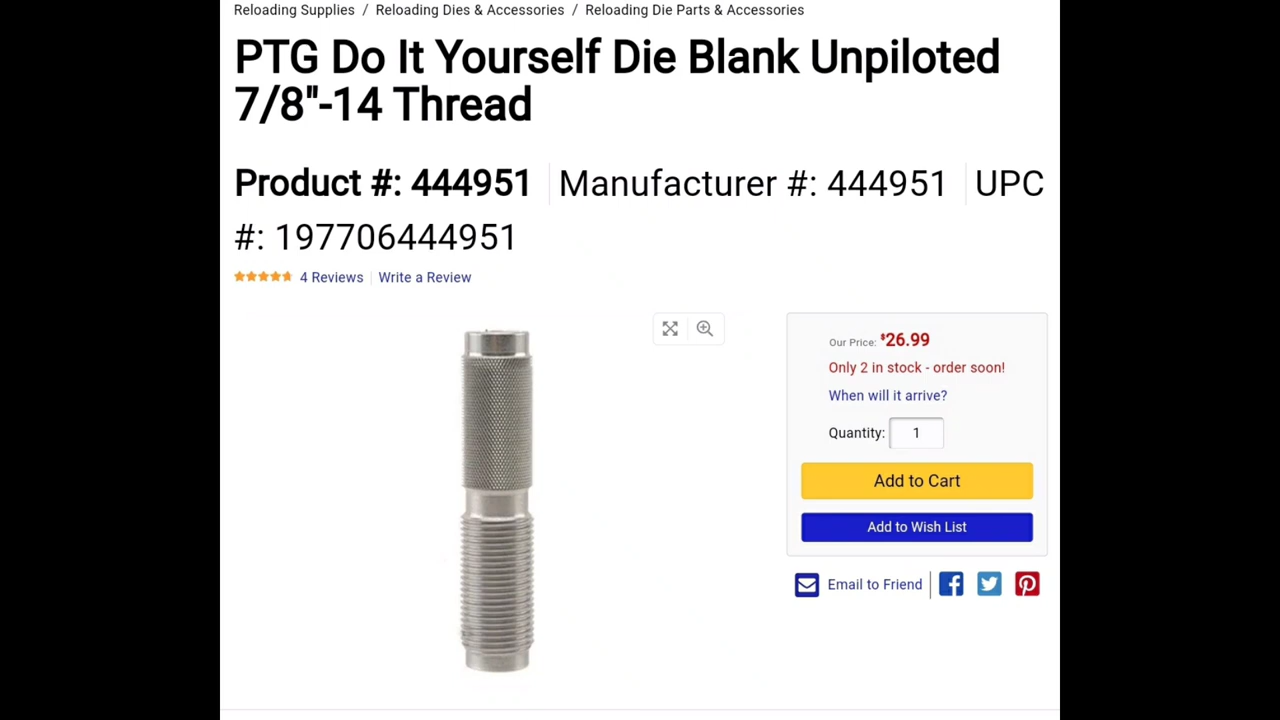 Reloading Supplies / Reloading Dies & Accessories / Reloading Die Parts & Accessories
PTG Do It Yourself Die Blank Unpiloted
7/8"-14 Thread
Product #: 444951 Manufacturer #: 444951 UPC
#: 197706444951
4 Reviews Write a Review
Our Price: $26.99
Only 2 in stock - order soon!
When will it arrive?
Quantity: 1
Add to Cart
Add to Wish List
Email to Friend